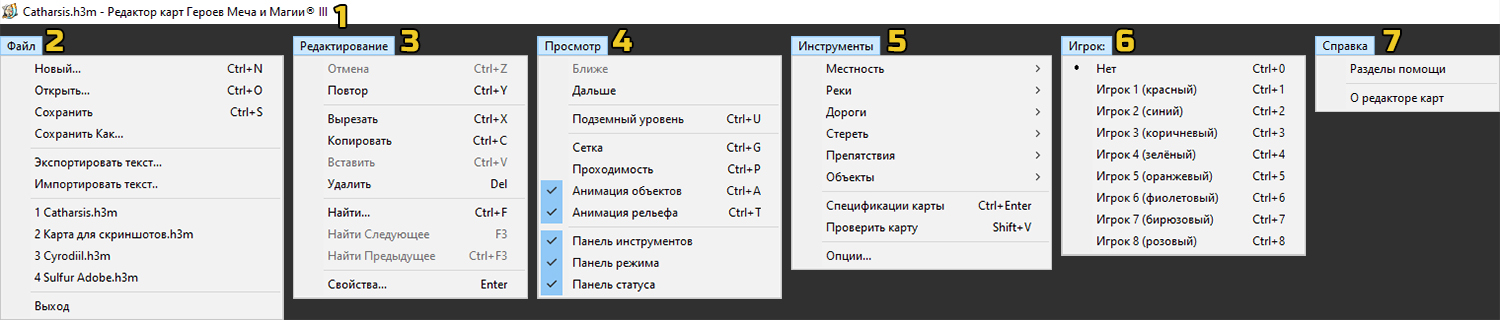 Catharsis.h3m - Редактор карт Героев Меча и Магии® III
1
Файл 2
Новый... Ctrl+N
Открыть... Ctrl+O
Сохранить Ctrl+S
Сохранить Как...
Экспортировать текст...
Импортировать текст..
1 Catharsis.h3m
2 Карта для скриншотов.h3m
3 Cyrodiil.h3m
4 Sulfur Adobe.h3m
Выход
Редактирование 3
Отмена Ctrl+Z
Повтор Ctrl+Y
Вырезать Ctrl+X
Копировать Ctrl+C
Вставить Ctrl+V
Удалить Del
Найти... Ctrl+F
Найти Следующее F3
Найти Предыдущее Ctrl+F3
Свойства... Enter
Просмотр 4
Ближе
Дальше
Подземный уровень Ctrl+U
Сетка Ctrl+G
Проходимость Ctrl+P
Анимация объектов Ctrl+A
Анимация рельефа Ctrl+T
Панель инструментов
Панель режима
Панель статуса
Инструменты 5
Местность
Реки
Дороги
Стереть
Препятствия
Объекты
Спецификации карты Ctrl+Enter
Проверить карту Shift+V
Опции...
Игрок: 6
Нет Ctrl+0
Игрок 1 (красный) Ctrl+1
Игрок 2 (синий) Ctrl+2
Игрок 3 (коричневый) Ctrl+3
Игрок 4 (зелёный) Ctrl+4
Игрок 5 (оранжевый) Ctrl+5
Игрок 6 (фиолетовый) Ctrl+6
Игрок 7 (бирюзовый) Ctrl+7
Игрок 8 (розовый) Ctrl+8
Справка 7
Разделы помощи
О редакторе карт